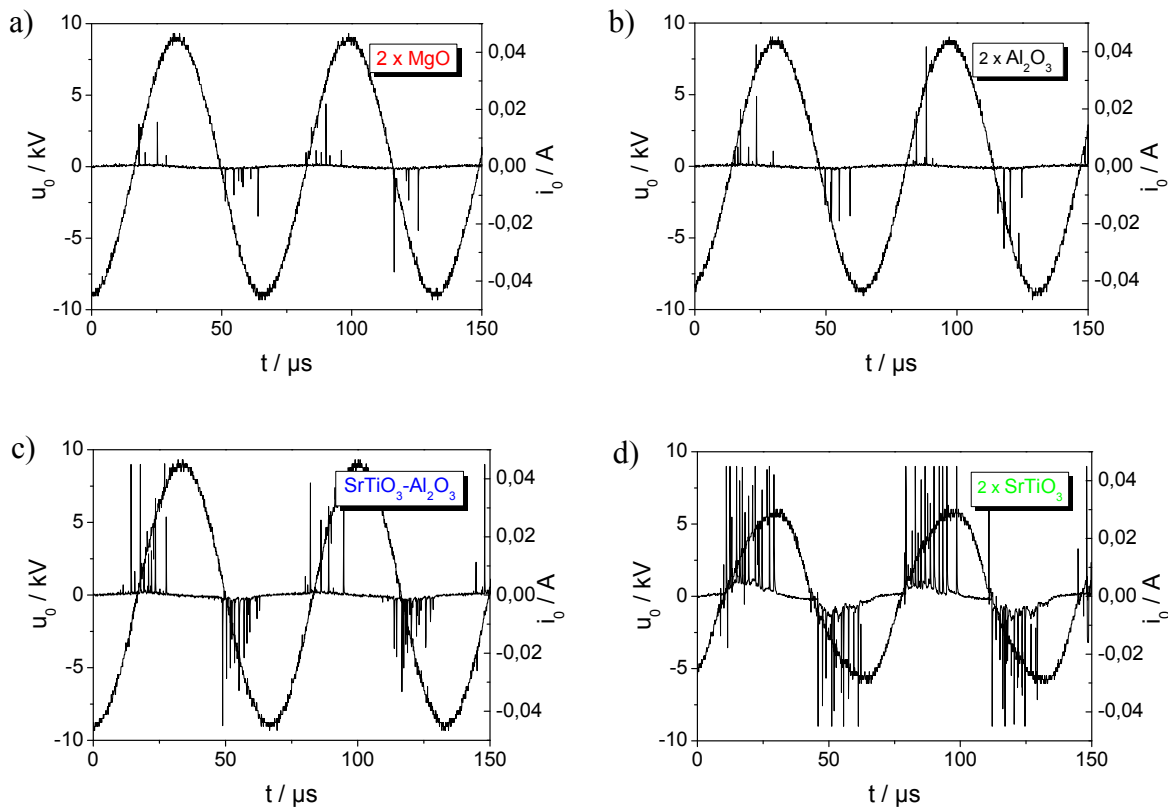 a)
10
5
0
-5
-10
u₀ / kV
2 x MgO
0,04
0,02
0,00
-0,02
-0,04
i₀ / A
0 50 100 150
t / µs
b)
10
5
0
-5
-10
u₀ / kV
2 x Al₂O₃
0,04
0,02
0,00
-0,02
-0,04
i₀ / A
0 50 100 150
t / µs
c)
10
5
0
-5
-10
u₀ / kV
SrTiO₃-Al₂O₃
0,04
0,02
0,00
-0,02
-0,04
i₀ / A
0 50 100 150
t / µs
d)
10
5
0
-5
-10
u₀ / kV
2 x SrTiO₃
0,04
0,02
0,00
-0,02
-0,04
i₀ / A
0 50 100 150
t / µs